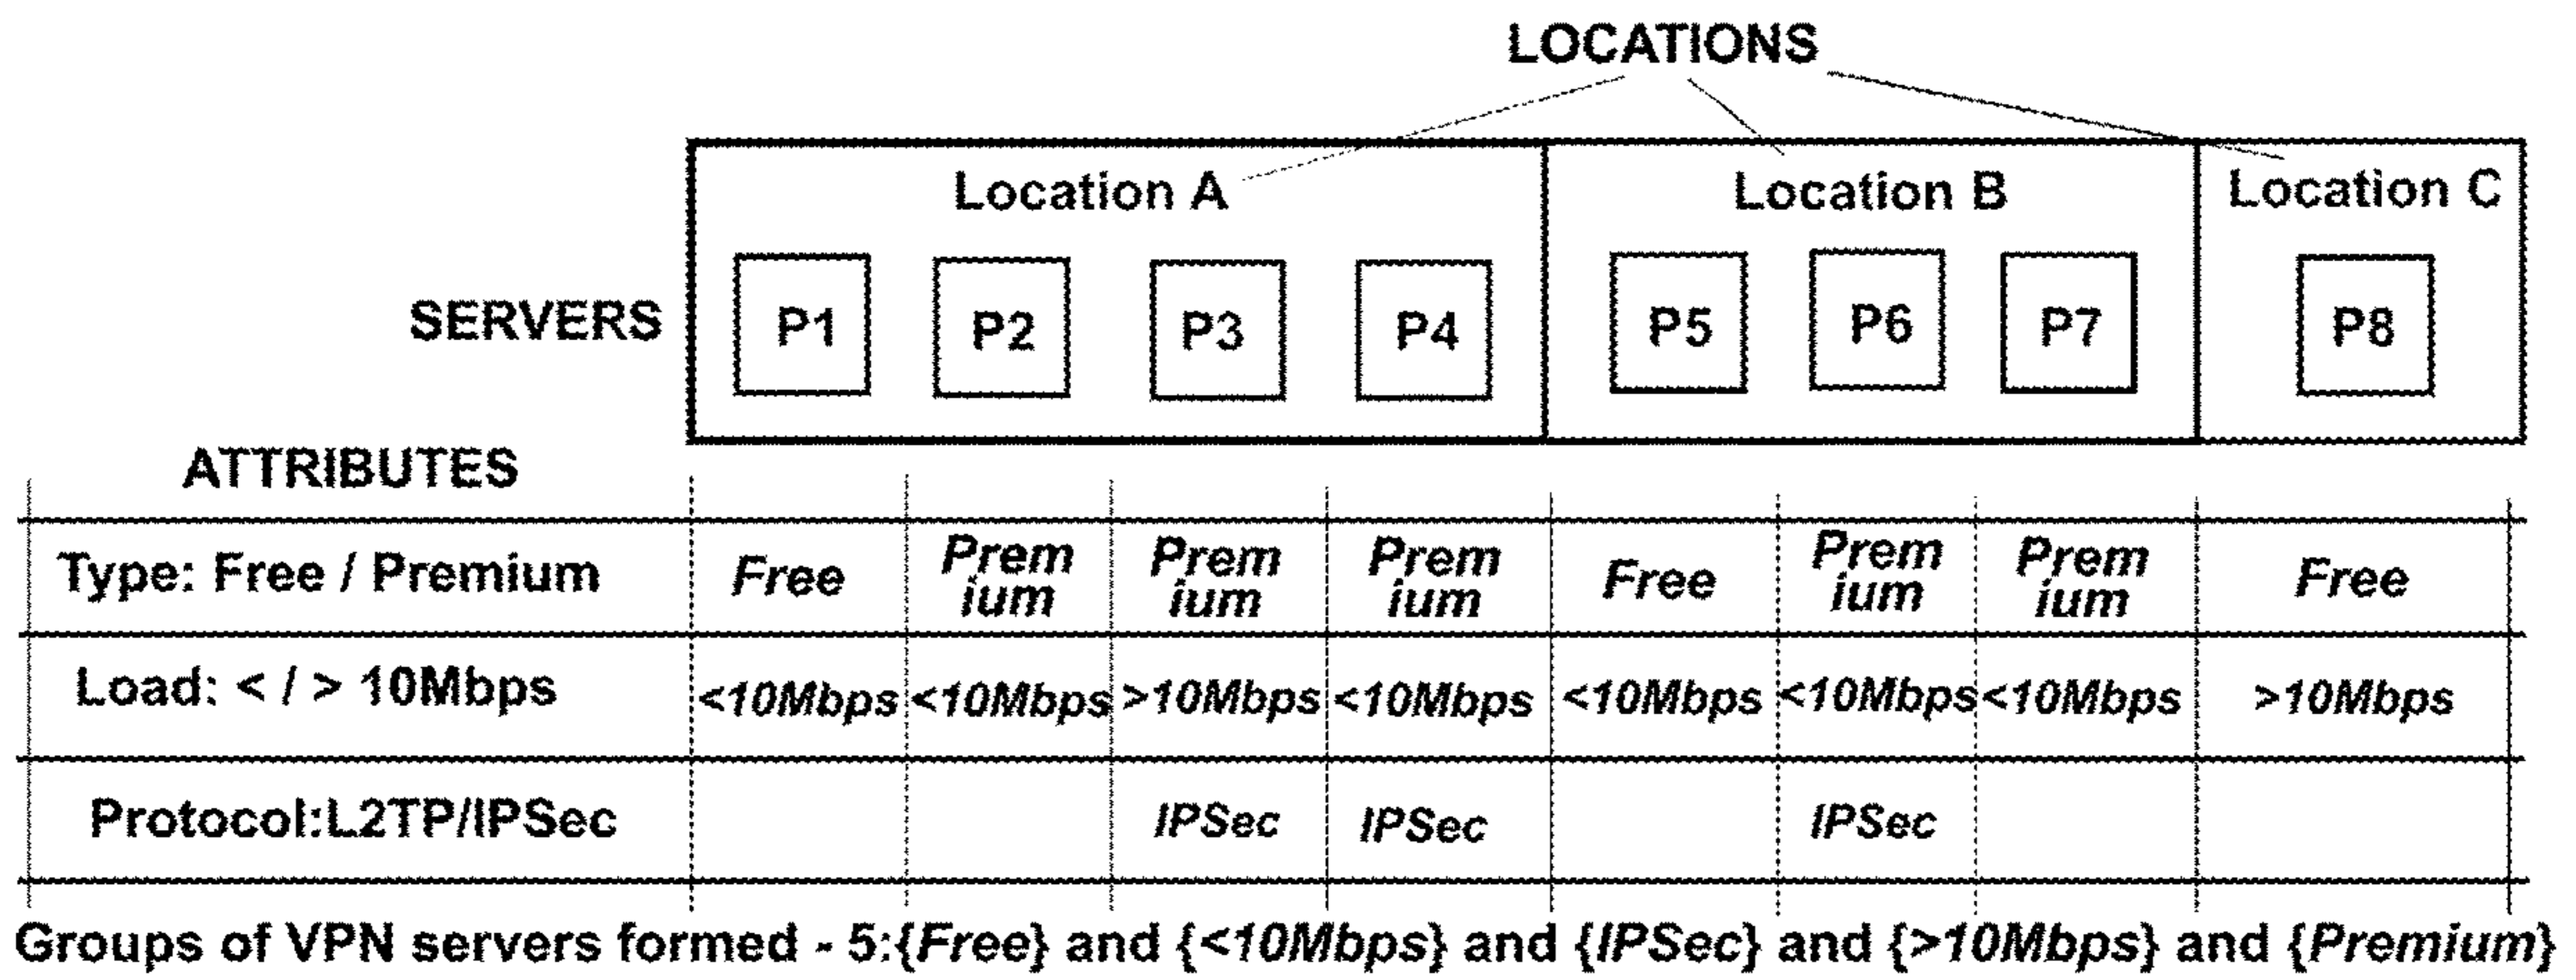 LOCATIONS
Location A Location B Location C
SERVERS P1 P2 P3 P4 P5 P6 P7 P8
ATTRIBUTES
Type: Free / Premium Free Prem ium Prem ium Prem ium Free Prem ium Prem ium Free
Load: < / > 10Mbps <10Mbps <10Mbps >10Mbps <10Mbps <10Mbps <10Mbps <10Mbps >10Mbps
Protocol:L2TP/IPSec IPSec IPSec IPSec
Groups of VPN servers formed - 5:{Free} and {<10Mbps} and {IPSec} and {>10Mbps} and {Premium}